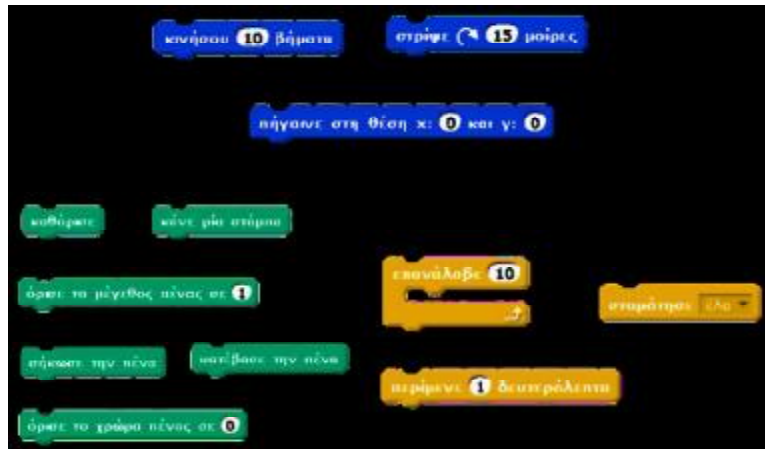 κινήσου 10 βήματα
στρίψε 15 μοίρες
πήγαινε στη θέση x: 0 και y: 0
καθάρισε
κάνε μία στάμπα
επανάλαβε 10
όρισε το μέγεθος πένας σε 1
σταμάτησε όλα
σήκωσε την πένα
κατέβασε την πένα
περίμενε 1 δευτερόλεπτα
όρισε το χρώμα πένας σε 0